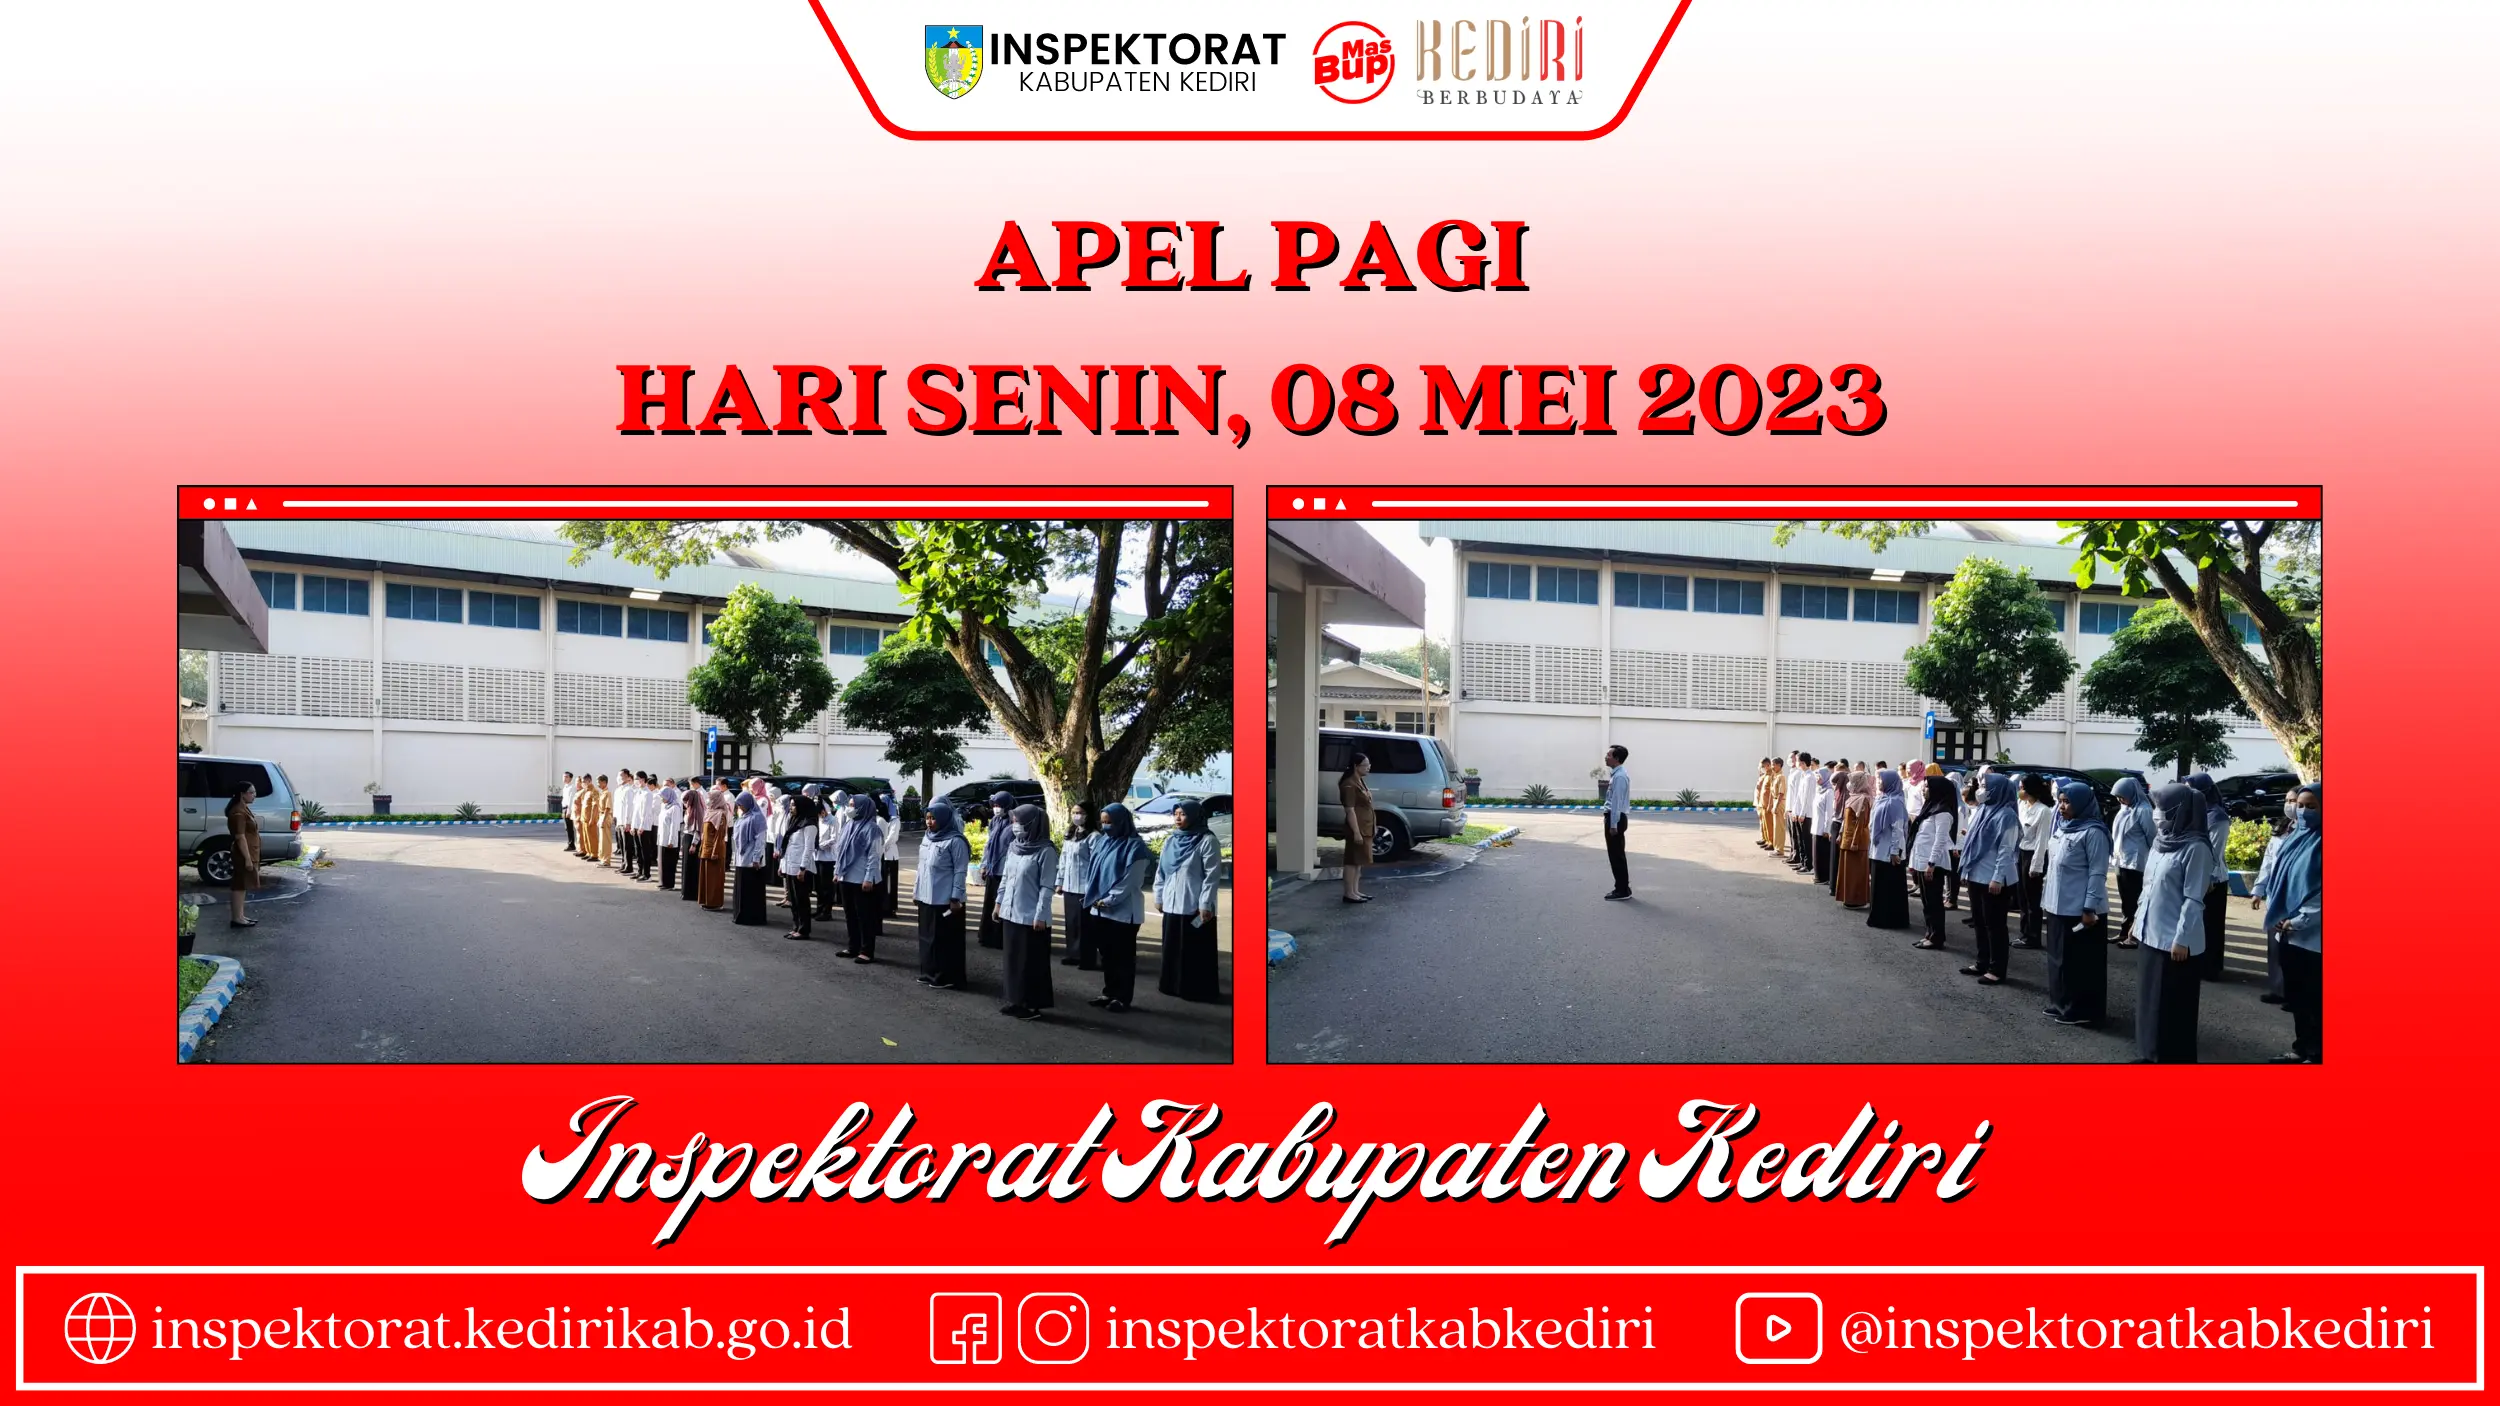 INSPEKTORAT
KABUPATEN KEDIRI
Mas
Bup
KEDIRI
BERBUDAYA
APEL PAGI
HARI SENIN, 08 MEI 2023
P
Inspektorat Kabupaten Kediri
inspektorat.kedirikab.go.id
inspektoratkabkediri
@inspektoratkabkediri